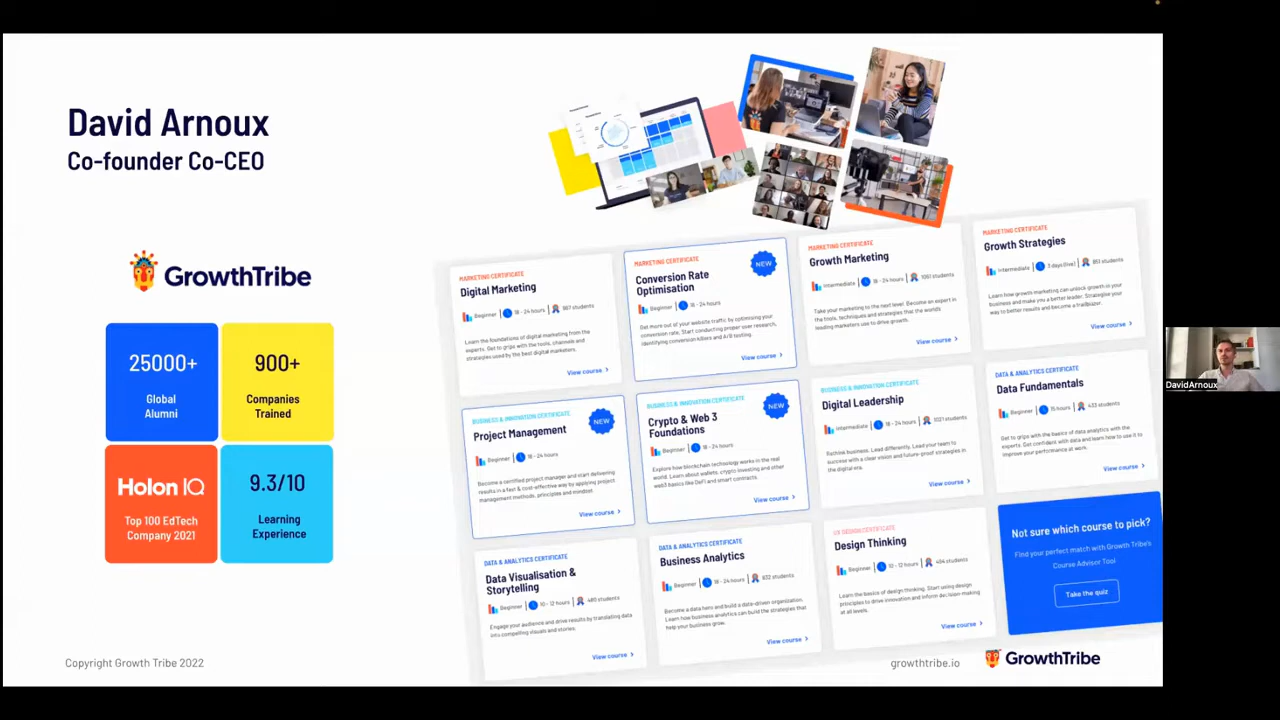 David Arnoux
Co-founder Co-CEO
GrowthTribe
25000+
Global
Alumni
900+
Companies
Trained
Holon IQ
Top 100 EdTech
Company 2021
9.3/10
Learning
Experience
MARKETING CERTIFICATE
Digital Marketing
Beginner
18 - 24 hours
987 students
Learn the foundations of digital marketing from the
experts. Get to grips with the tools, channels and
strategies used by the best digital marketers.
View course
MARKETING CERTIFICATE
NEW
Conversion Rate
Optimisation
Beginner
18 - 24 hours
Get more out of your website traffic by optimising your
conversion rate. Start conducting proper user research,
identifying conversion killers and A/B testing.
View course
MARKETING CERTIFICATE
Growth Marketing
Intermediate
18 - 24 hours
1051 students
Take your marketing to the next level. Become an expert in
the tools, techniques and strategies that the worlds
leading marketers use to drive growth.
View course
MARKETING CERTIFICATE
Growth Strategies
Intermediate
3 days (live)
851 students
Learn how growth marketing can unlock growth in your
business and make you a better leader. Strategise your
way to better results and become a trailblazer.
View course
BUSINESS & INNOVATION CERTIFICATE
NEW
Project Management
Beginner
18 - 24 hours
Become a certified project manager and start delivering
results in a fast & cost-effective way by applying project
management methods, principles and mindset.
View course
BUSINESS & INNOVATION CERTIFICATE
NEW
Crypto & Web 3
Foundations
Beginner
18 - 24 hours
Explore how blockchain technology works in the real
world. Learn about wallets, crypto investing and other
web3 basics like DeFi and smart contracts.
View course
BUSINESS & INNOVATION CERTIFICATE
Digital Leadership
Intermediate
18 - 24 hours
1021 students
Rethink business. Lead differently. Lead your team to
success with a clear vision and future-proof strategies in
the digital era.
View course
DATA & ANALYTICS CERTIFICATE
Data Fundamentals
Beginner
15 hours
433 students
Get to grips with the basics of data analytics with the
experts. Get confident with data and learn how to use it to
improve your performance at work.
View course
DATA & ANALYTICS CERTIFICATE
Data Visualisation &
Storytelling
Beginner
10 - 12 hours
489 students
Engage your audience and drive results by translating data
into compelling visuals and stories.
View course
DATA & ANALYTICS CERTIFICATE
Business Analytics
Beginner
18 - 24 hours
632 students
Become a data hero and build a data-driven organization.
Learn how business analytics can build the strategies that
help your business grow.
View course
UX DESIGN CERTIFICATE
Design Thinking
Beginner
10 - 12 hours
494 students
Learn the basics of design thinking. Start using design
principles to drive innovation and inform decision-making
at all levels.
View course
Not sure which course to pick?
Find your perfect match with Growth Tribe's
Course Advisor Tool
Take the quiz
Copyright Growth Tribe 2022
growthtribe.io
GrowthTribe
DavidArnoux